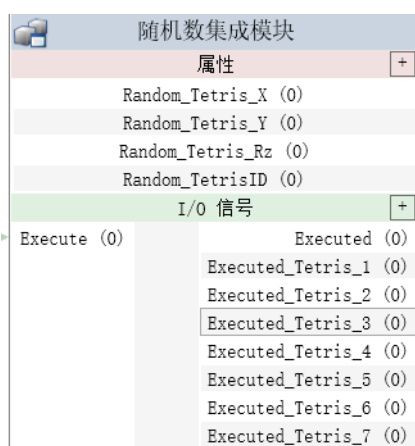 随机数集成模块
属性 +
Random_Tetris_X (0)
Random_Tetris_Y (0)
Random_Tetris_Rz (0)
Random_TetrisID (0)
I/O 信号 +
Execute (0) Executed (0)
Executed_Tetris_1 (0)
Executed_Tetris_2 (0)
Executed_Tetris_3 (0)
Executed_Tetris_4 (0)
Executed_Tetris_5 (0)
Executed_Tetris_6 (0)
Executed_Tetris_7 (0)